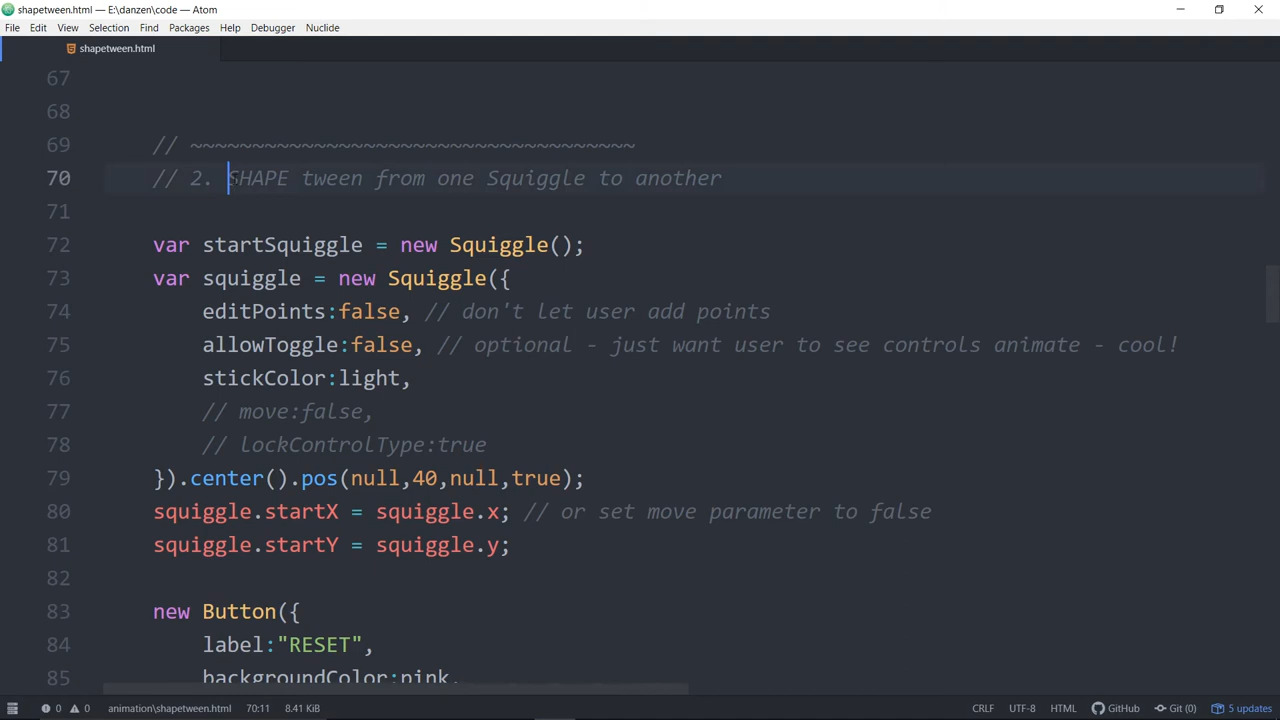 shapetween.html — E:\danzen\code — Atom
File Edit View Selection Find Packages Help Debugger Nuclide
shapetween.html
67
68
69 // ~~~~~~~~~~~~~~~~~~~~~~~~~~~~~~~~~~~~
70 // 2. SHAPE tween from one Squiggle to another
71
72 var startSquiggle = new Squiggle();
73 var squiggle = new Squiggle({
74 editPoints:false, // don't let user add points
75 allowToggle:false, // optional - just want user to see controls animate - cool!
76 stickColor:light,
77 // move:false,
78 // lockControlType:true
79 }).center().pos(null,40,null,true);
80 squiggle.startX = squiggle.x; // or set move parameter to false
81 squiggle.startY = squiggle.y;
82
83 new Button({
84 label:"RESET",
85 backgroundColor:pink,
0 0 animation\shapetween.html 70:11 8.41 KiB CRLF UTF-8 HTML GitHub Git (0) 5 updates